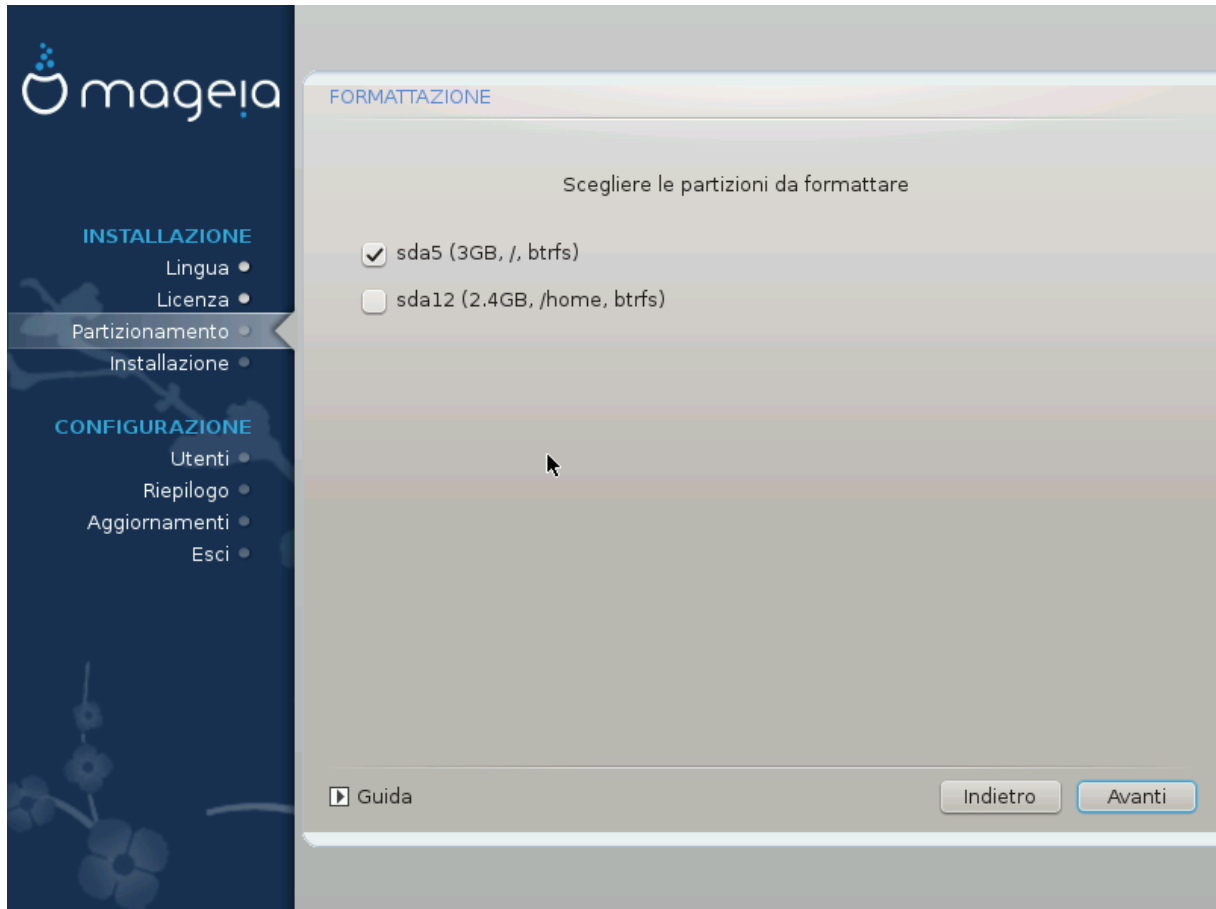 mageia
INSTALLAZIONE
Lingua
Licenza
Partizionamento
Installazione
CONFIGURAZIONE
Utenti
Riepilogo
Aggiornamenti
Esci
FORMATTAZIONE
Scegliere le partizioni da formattare
sda5 (3GB, /, btrfs)
sda12 (2.4GB, /home, btrfs)
Guida
Indietro
Avanti